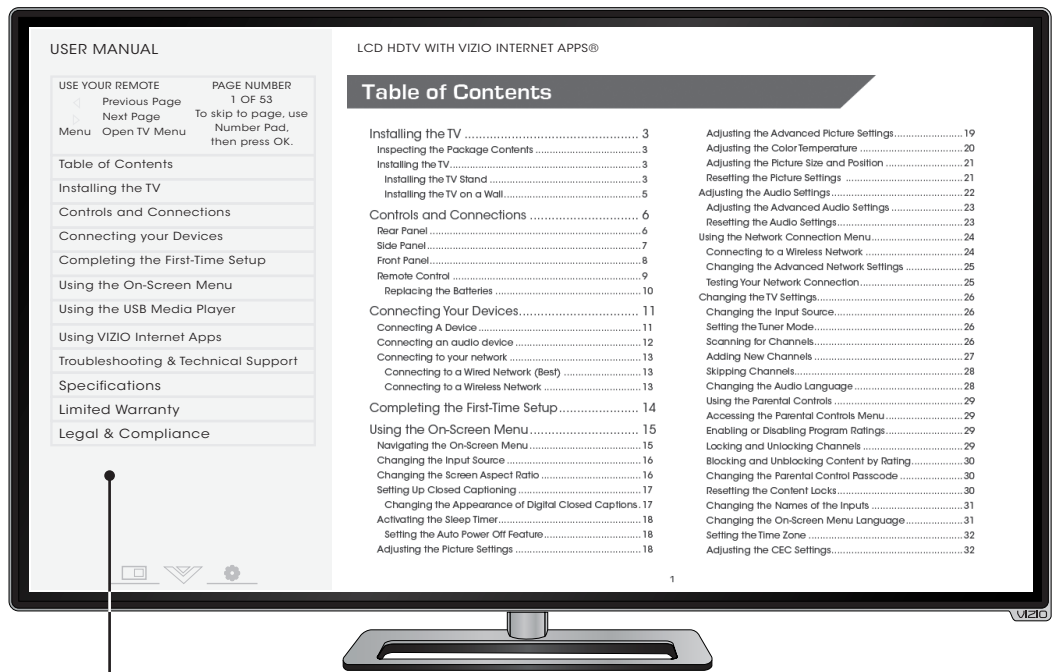 USER MANUAL
USE YOUR REMOTE
Previous Page
Next Page
Menu Open TV Menu
PAGE NUMBER
1 OF 53
To skip to page, use
Number Pad,
then press OK.
Table of Contents
Installing the TV
Controls and Connections
Connecting your Devices
Completing the First-Time Setup
Using the On-Screen Menu
Using the USB Media Player
Using VIZIO Internet Apps
Troubleshooting & Technical Support
Specifications
Limited Warranty
Legal & Compliance
LCD HDTV WITH VIZIO INTERNET APPS®
Table of Contents
Installing the TV ........ 3
Inspecting the Package Contents ........ 3
Installing the TV ........ 3
Installing the TV Stand ........ 3
Installing the TV on a Wall ........ 5
Controls and Connections ........ 6
Rear Panel ........ 6
Side Panel ........ 7
Front Panel ........ 8
Remote Control ........ 9
Replacing the Batteries ........ 10
Connecting Your Devices ........ 11
Connecting A Device ........ 11
Connecting an audio device ........ 12
Connecting to your network ........ 13
Connecting to a Wired Network (Best) ........ 13
Connecting to a Wireless Network ........ 13
Completing the First-Time Setup ........ 14
Using the On-Screen Menu ........ 15
Navigating the On-Screen Menu ........ 15
Changing the Input Source ........ 16
Changing the Screen Aspect Ratio ........ 16
Setting Up Closed Captioning ........ 17
Changing the Appearance of Digital Closed Captions. 17
Activating the Sleep Timer ........ 18
Setting the Auto Power Off Feature ........ 18
Adjusting the Picture Settings ........ 18
Adjusting the Advanced Picture Settings ........ 19
Adjusting the Color Temperature ........ 20
Adjusting the Picture Size and Position ........ 21
Resetting the Picture Settings ........ 21
Adjusting the Audio Settings ........ 22
Adjusting the Advanced Audio Settings ........ 23
Resetting the Audio Settings ........ 23
Using the Network Connection Menu ........ 24
Connecting to a Wireless Network ........ 24
Changing the Advanced Network Settings ........ 25
Testing Your Network Connection ........ 25
Changing the TV Settings ........ 26
Changing the Input Source ........ 26
Setting the Tuner Mode ........ 26
Scanning for Channels ........ 26
Adding New Channels ........ 27
Skipping Channels ........ 28
Changing the Audio Language ........ 28
Using the Parental Controls ........ 29
Accessing the Parental Controls Menu ........ 29
Enabling or Disabling Program Ratings ........ 29
Locking and Unlocking Channels ........ 29
Blocking and Unblocking Content by Rating ........ 30
Changing the Parental Control Passcode ........ 30
Resetting the Content Locks ........ 30
Changing the Names of the Inputs ........ 31
Changing the On-Screen Menu Language ........ 31
Setting the Time Zone ........ 32
Adjusting the CEC Settings ........ 32
1
VIZIO